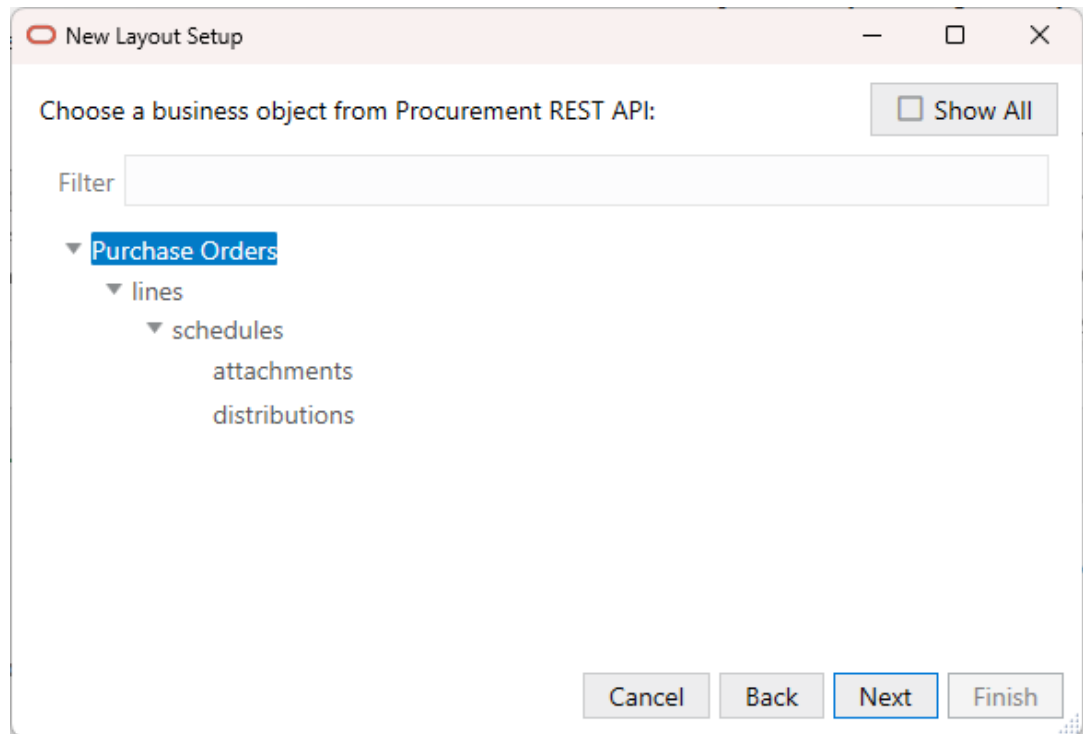 New Layout Setup
Choose a business object from Procurement REST API:
Show All
Filter
Purchase Orders
lines
schedules
attachments
distributions
Cancel Back Next Finish